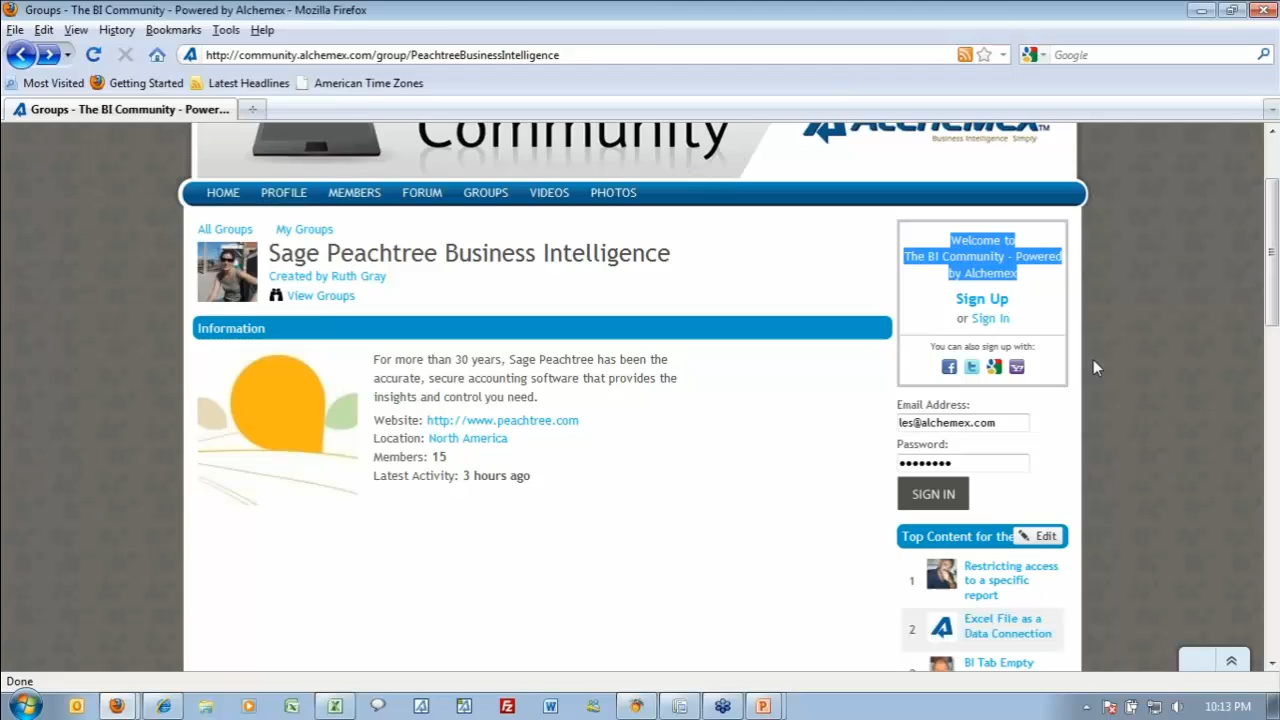 Groups - The BI Community - Powered by Alchemex - Mozilla Firefox
File Edit View History Bookmarks Tools Help
http://community.alchemex.com/group/PeachtreeBusinessIntelligence
Google
Most Visited Getting Started Latest Headlines American Time Zones
Groups - The BI Community - Power...
Community
ALCHEMEX™
Business Intelligence Simply
HOME PROFILE MEMBERS FORUM GROUPS VIDEOS PHOTOS
All Groups My Groups
Sage Peachtree Business Intelligence
Created by Ruth Gray
View Groups
Information
For more than 30 years, Sage Peachtree has been the
accurate, secure accounting software that provides the
insights and control you need.
Website: http://www.peachtree.com
Location: North America
Members: 15
Latest Activity: 3 hours ago
Welcome to
The BI Community - Powered
by Alchemex
Sign Up
or Sign In
You can also sign up with:
Email Address:
les@alchemex.com
Password:
••••••••
SIGN IN
Top Content for the
Edit
1
Restricting access
to a specific
report
2
Excel File as a
Data Connection
BI Tab Empty
Done
10:13 PM